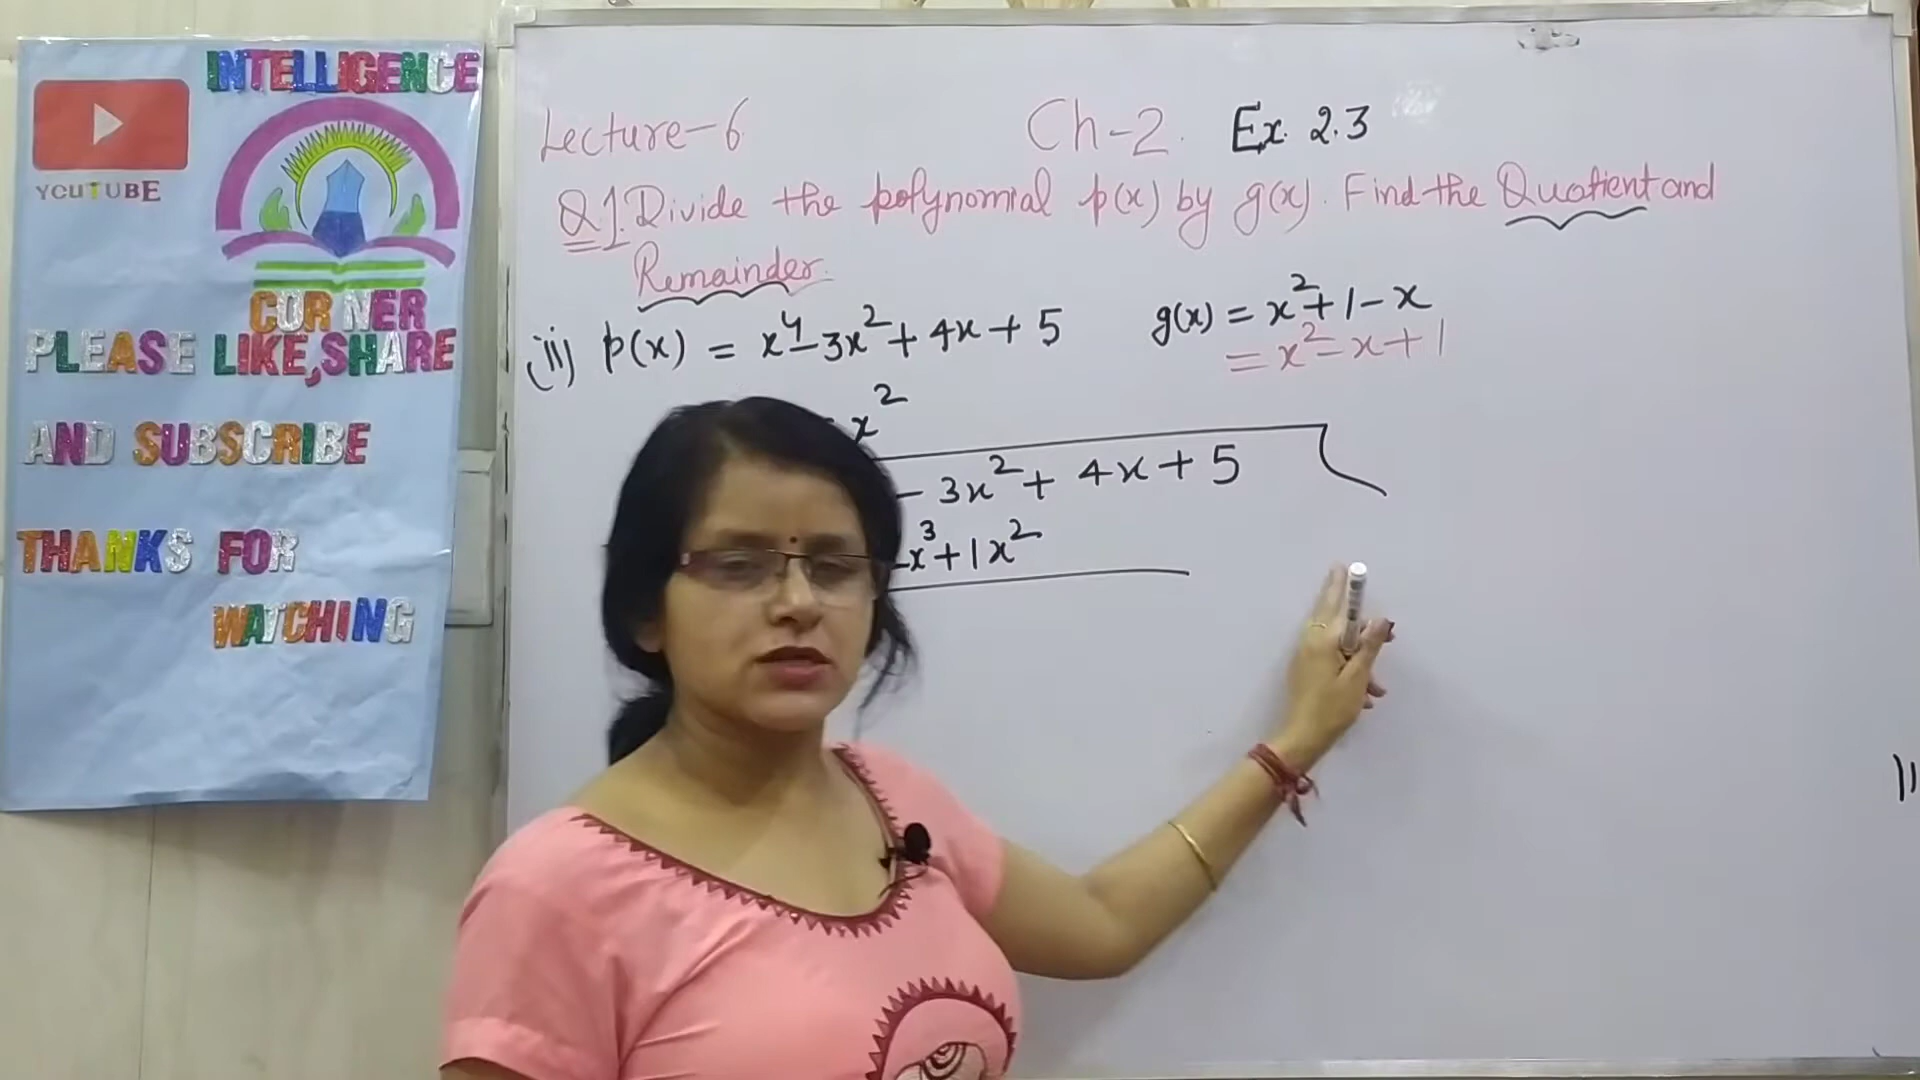 INTELLIGENCE
YCUTUBE
CORNER
PLEASE LIKE,SHARE
AND SUBSCRIBE
THANKS FOR
WATCHING
Lecture-6 Ch-2. Ex. 2.3
Q.1. Divide the polynomial p(x) by g(x). Find the Quotient and
Remainder.
(ii) p(x) = x⁴-3x²+4x+5 g(x) = x²+1-x
= x²-x+1
x²
- 3x²+ 4x+5
-x³+1x²